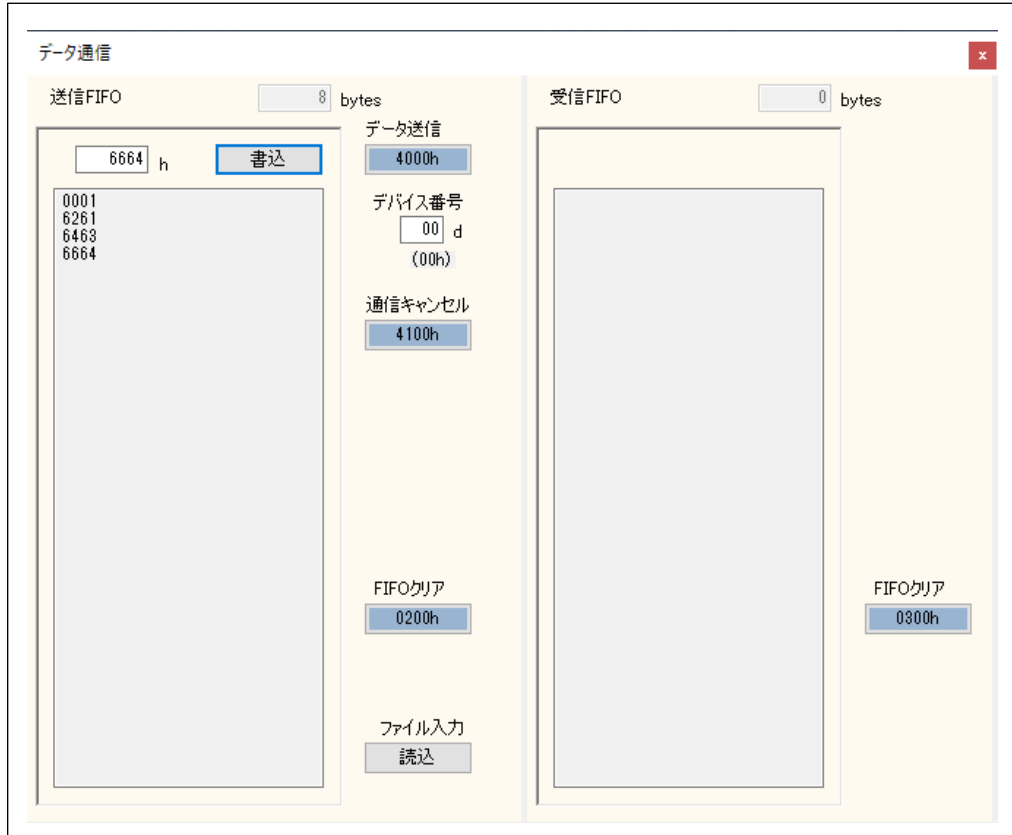 データ通信
x
送信FIFO 8 bytes
6664 h 書込
0001
6261
6463
6664
データ送信
4000h
デバイス番号
00 d
(00h)
通信キャンセル
4100h
FIFOクリア
0200h
ファイル入力
読込
受信FIFO 0 bytes
FIFOクリア
0300h